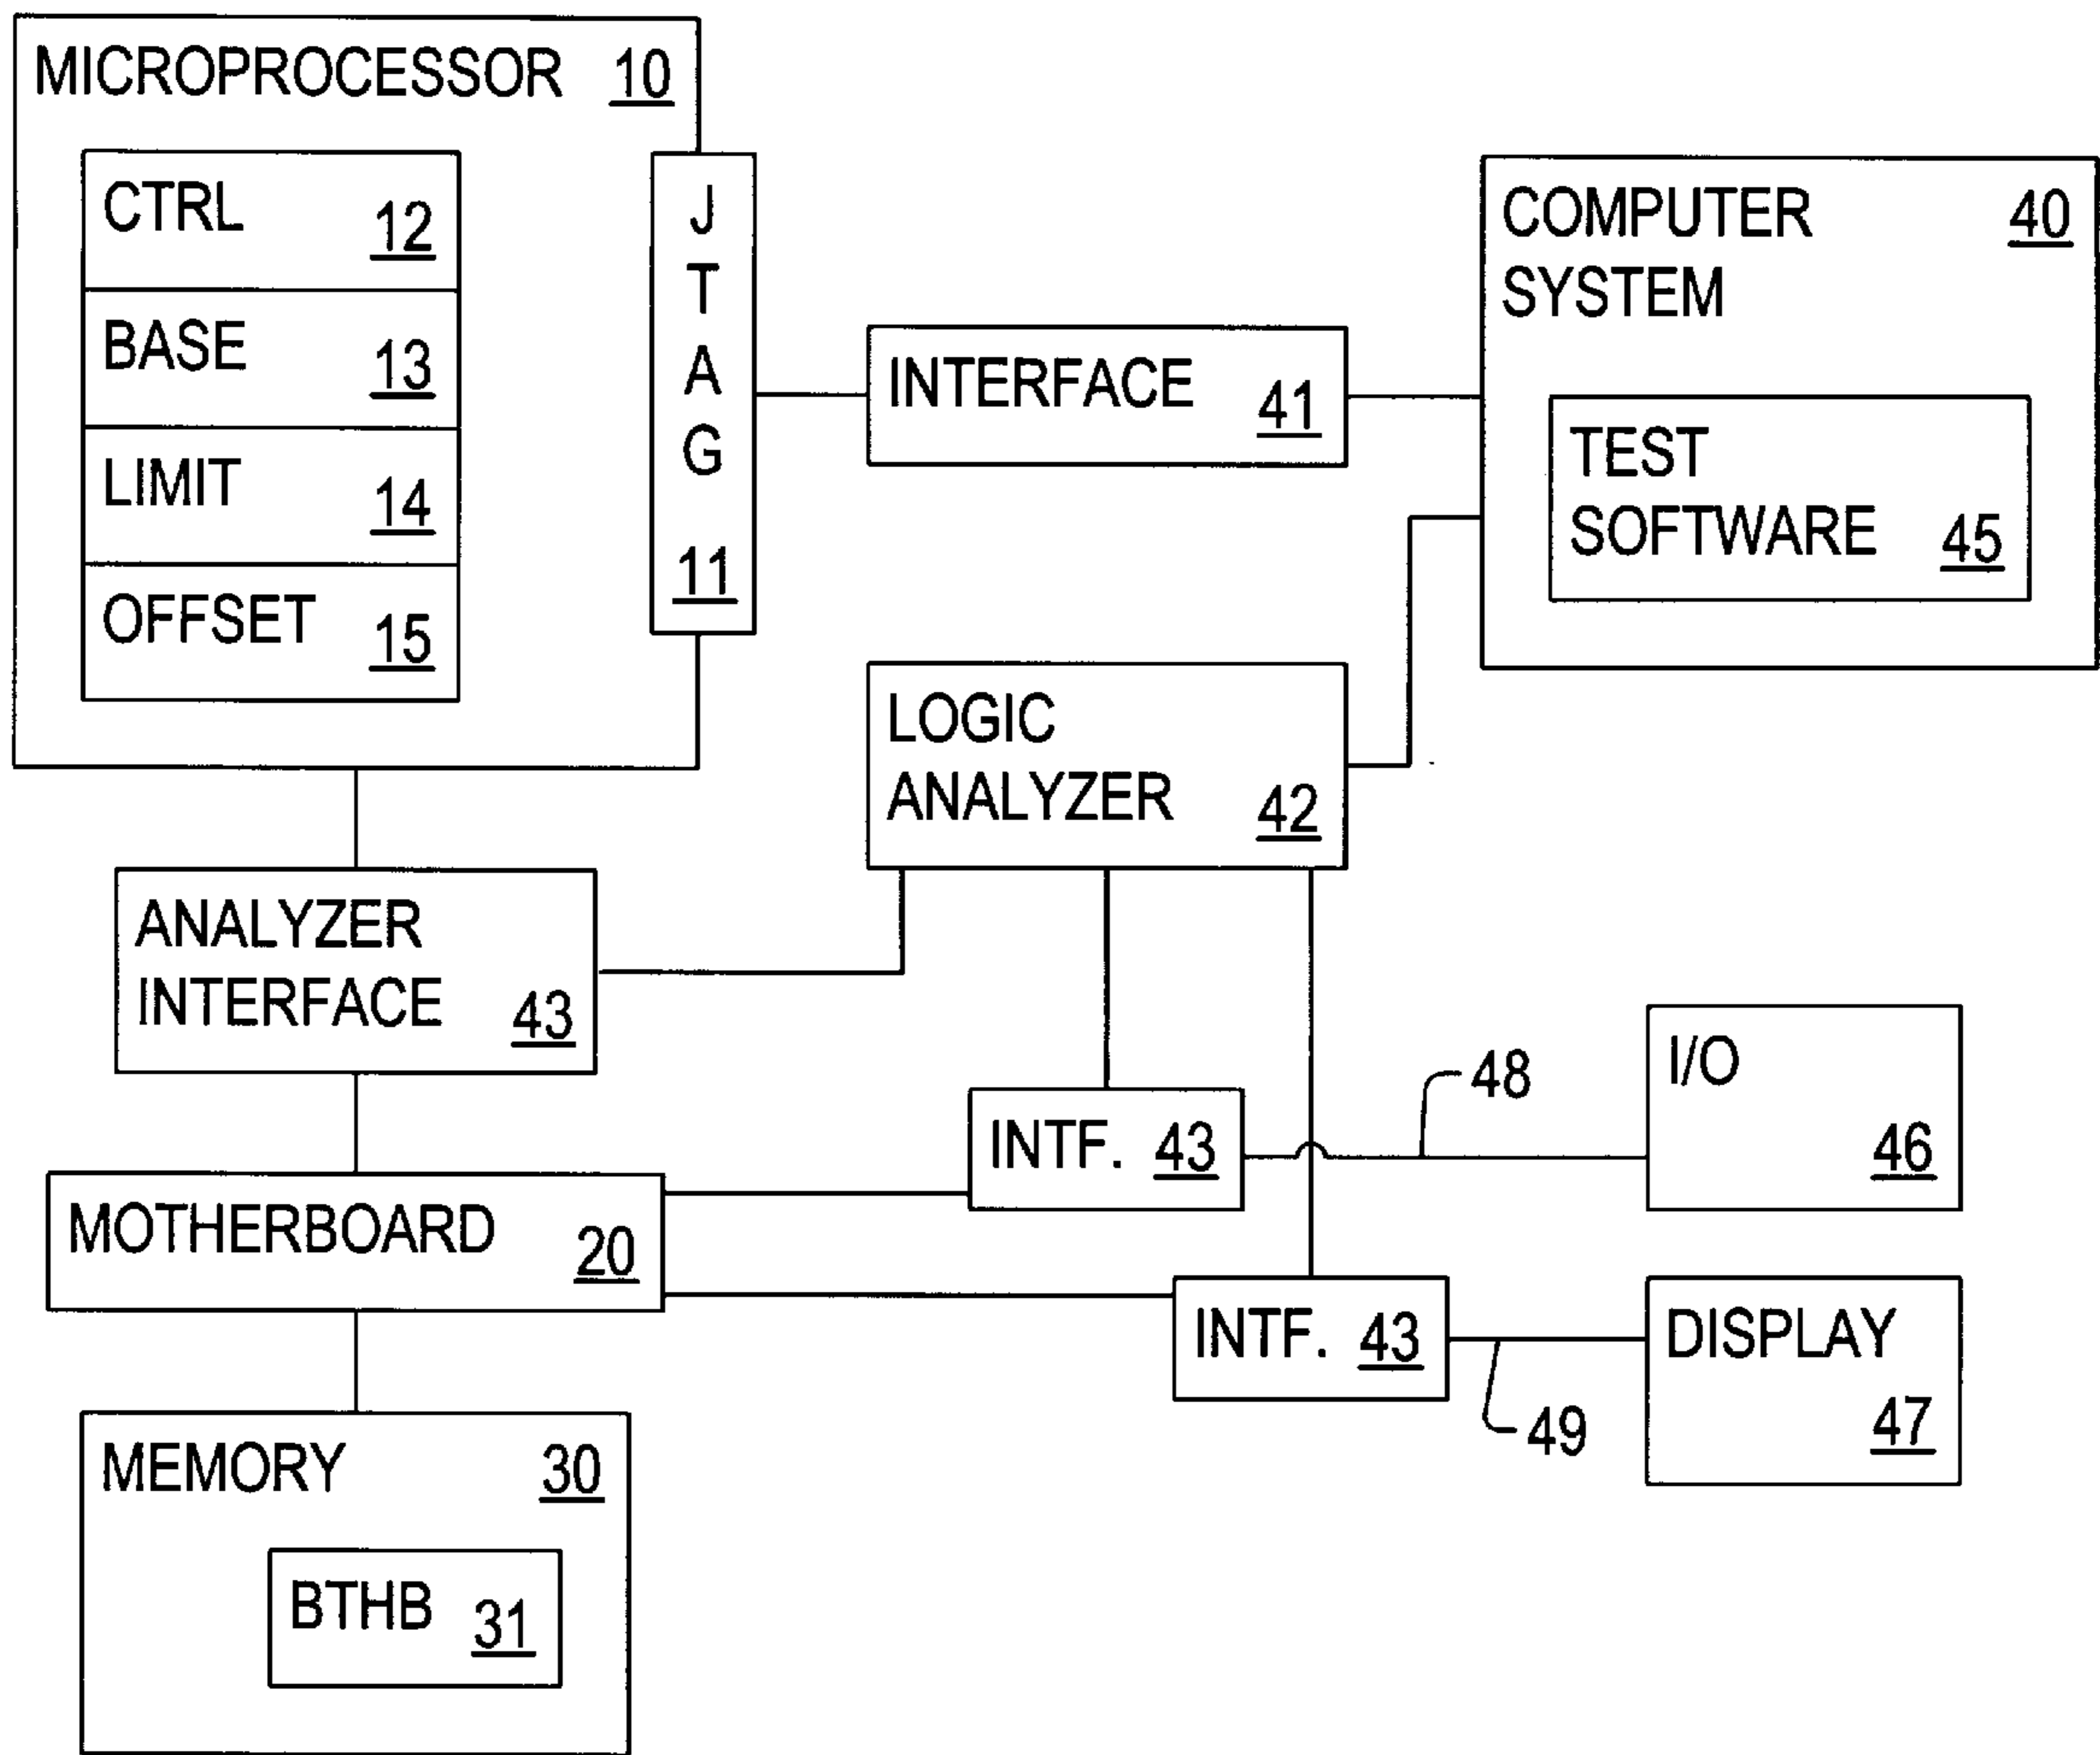 MICROPROCESSOR 10
CTRL 12
BASE 13
LIMIT 14
OFFSET 15
J
T
A
G
11
INTERFACE 41
COMPUTER 40
SYSTEM
TEST
SOFTWARE 45
LOGIC
ANALYZER 42
ANALYZER
INTERFACE 43
INTF. 43
48
I/O
46
MOTHERBOARD 20
INTF. 43
49
DISPLAY
47
MEMORY 30
BTHB 31